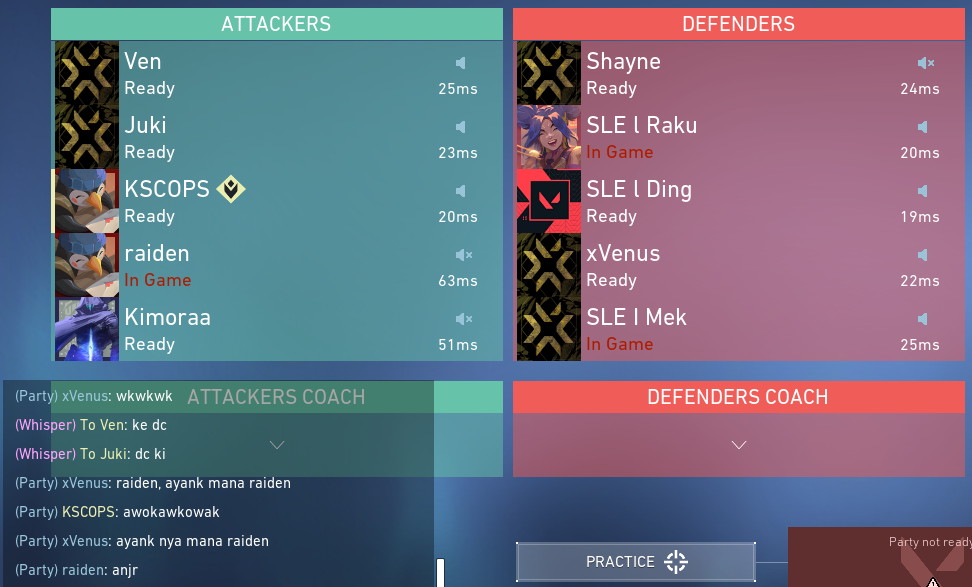 ATTACKERS
Ven
Ready 25ms
Juki
Ready 23ms
KSCOPS
Ready 20ms
raiden
In Game 63ms
Kimoraa
Ready 51ms
DEFENDERS
Shayne
Ready 24ms
SLE l Raku
In Game 20ms
SLE l Ding
Ready 19ms
xVenus
Ready 22ms
SLE I Mek
In Game 25ms
ATTACKERS COACH
DEFENDERS COACH
(Party) xVenus: wkwkwk
(Whisper) To Ven: ke dc
(Whisper) To Juki: dc ki
(Party) xVenus: raiden, ayank mana raiden
(Party) KSCOPS: awokawkowak
(Party) xVenus: ayank nya mana raiden
(Party) raiden: anjr
PRACTICE
Party not ready